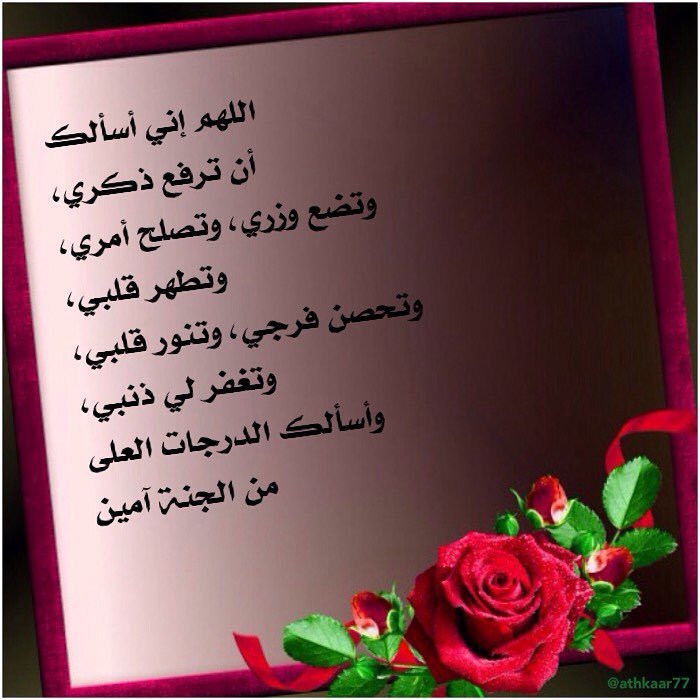 اللهم إني أسألك
أن ترفع ذكري،
وتضع وزري، وتصلح أمري،
وتطهر قلبي،
وتحصن فرجي، وتنور قلبي،
وتغفر لي ذنبي،
وأسألك الدرجات العلى
من الجنة آمين
@athkaar77